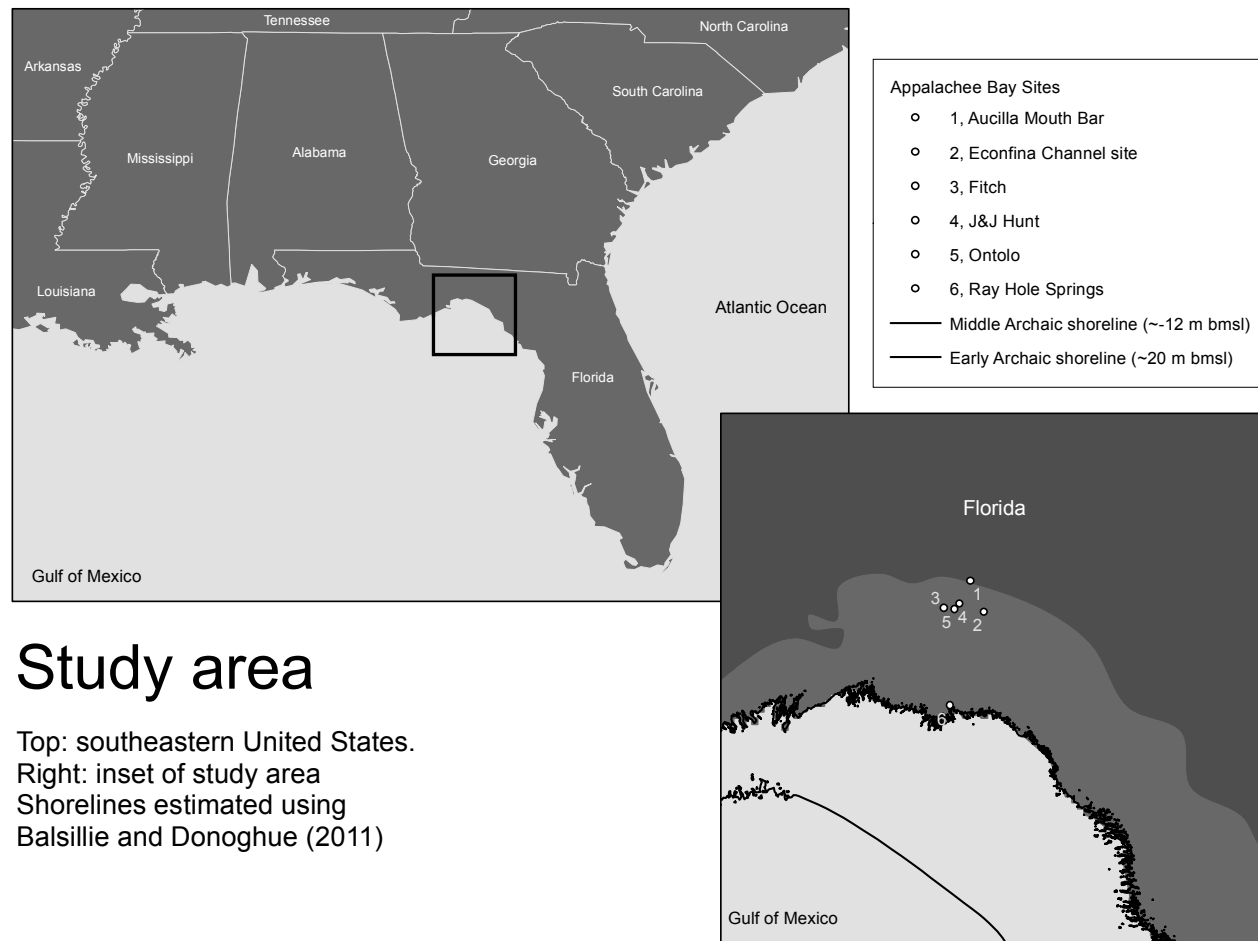 Tennessee
North Carolina
Arkansas
South Carolina
Mississippi
Alabama
Georgia
Louisiana
Atlantic Ocean
Florida
Gulf of Mexico
Appalachee Bay Sites
1, Aucilla Mouth Bar
2, Econfina Channel site
3, Fitch
4, J&J Hunt
5, Ontolo
6, Ray Hole Springs
Middle Archaic shoreline (~-12 m bmsl)
Early Archaic shoreline (~20 m bmsl)
Florida
1
3
4
5
2
6
Gulf of Mexico
Study area
Top: southeastern United States.
Right: inset of study area
Shorelines estimated using
Balsillie and Donoghue (2011)